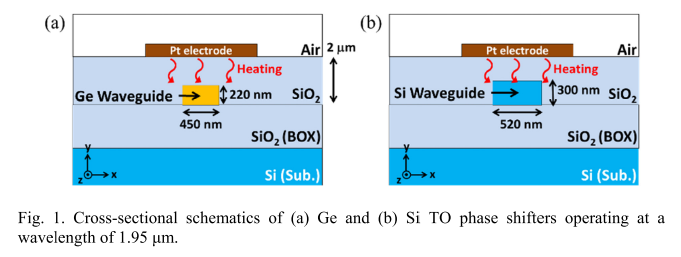 (a)
Pt electrode
Air
2 μm
Heating
Ge Waveguide
220 nm
SiO₂
450 nm
SiO₂ (BOX)
y
z
x
Si (Sub.)
(b)
Pt electrode
Air
Heating
Si Waveguide
300 nm
SiO₂
520 nm
SiO₂ (BOX)
y
z
x
Si (Sub.)
Fig. 1. Cross-sectional schematics of (a) Ge and (b) Si TO phase shifters operating at a
wavelength of 1.95 μm.